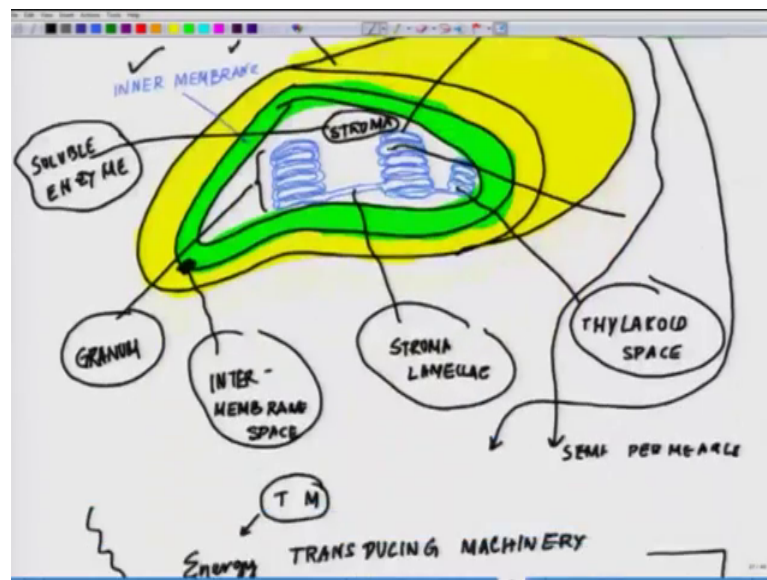 INNER MEMBRANE
STROMA
SOLUBLE
ENZYME
GRANUM
INTER-
MEMBRANE
SPACE
STROMA
LAMELLAE
THYLAKOID
SPACE
SEMI PERMEABLE
T M
Energy TRANSDUCING MACHINERY